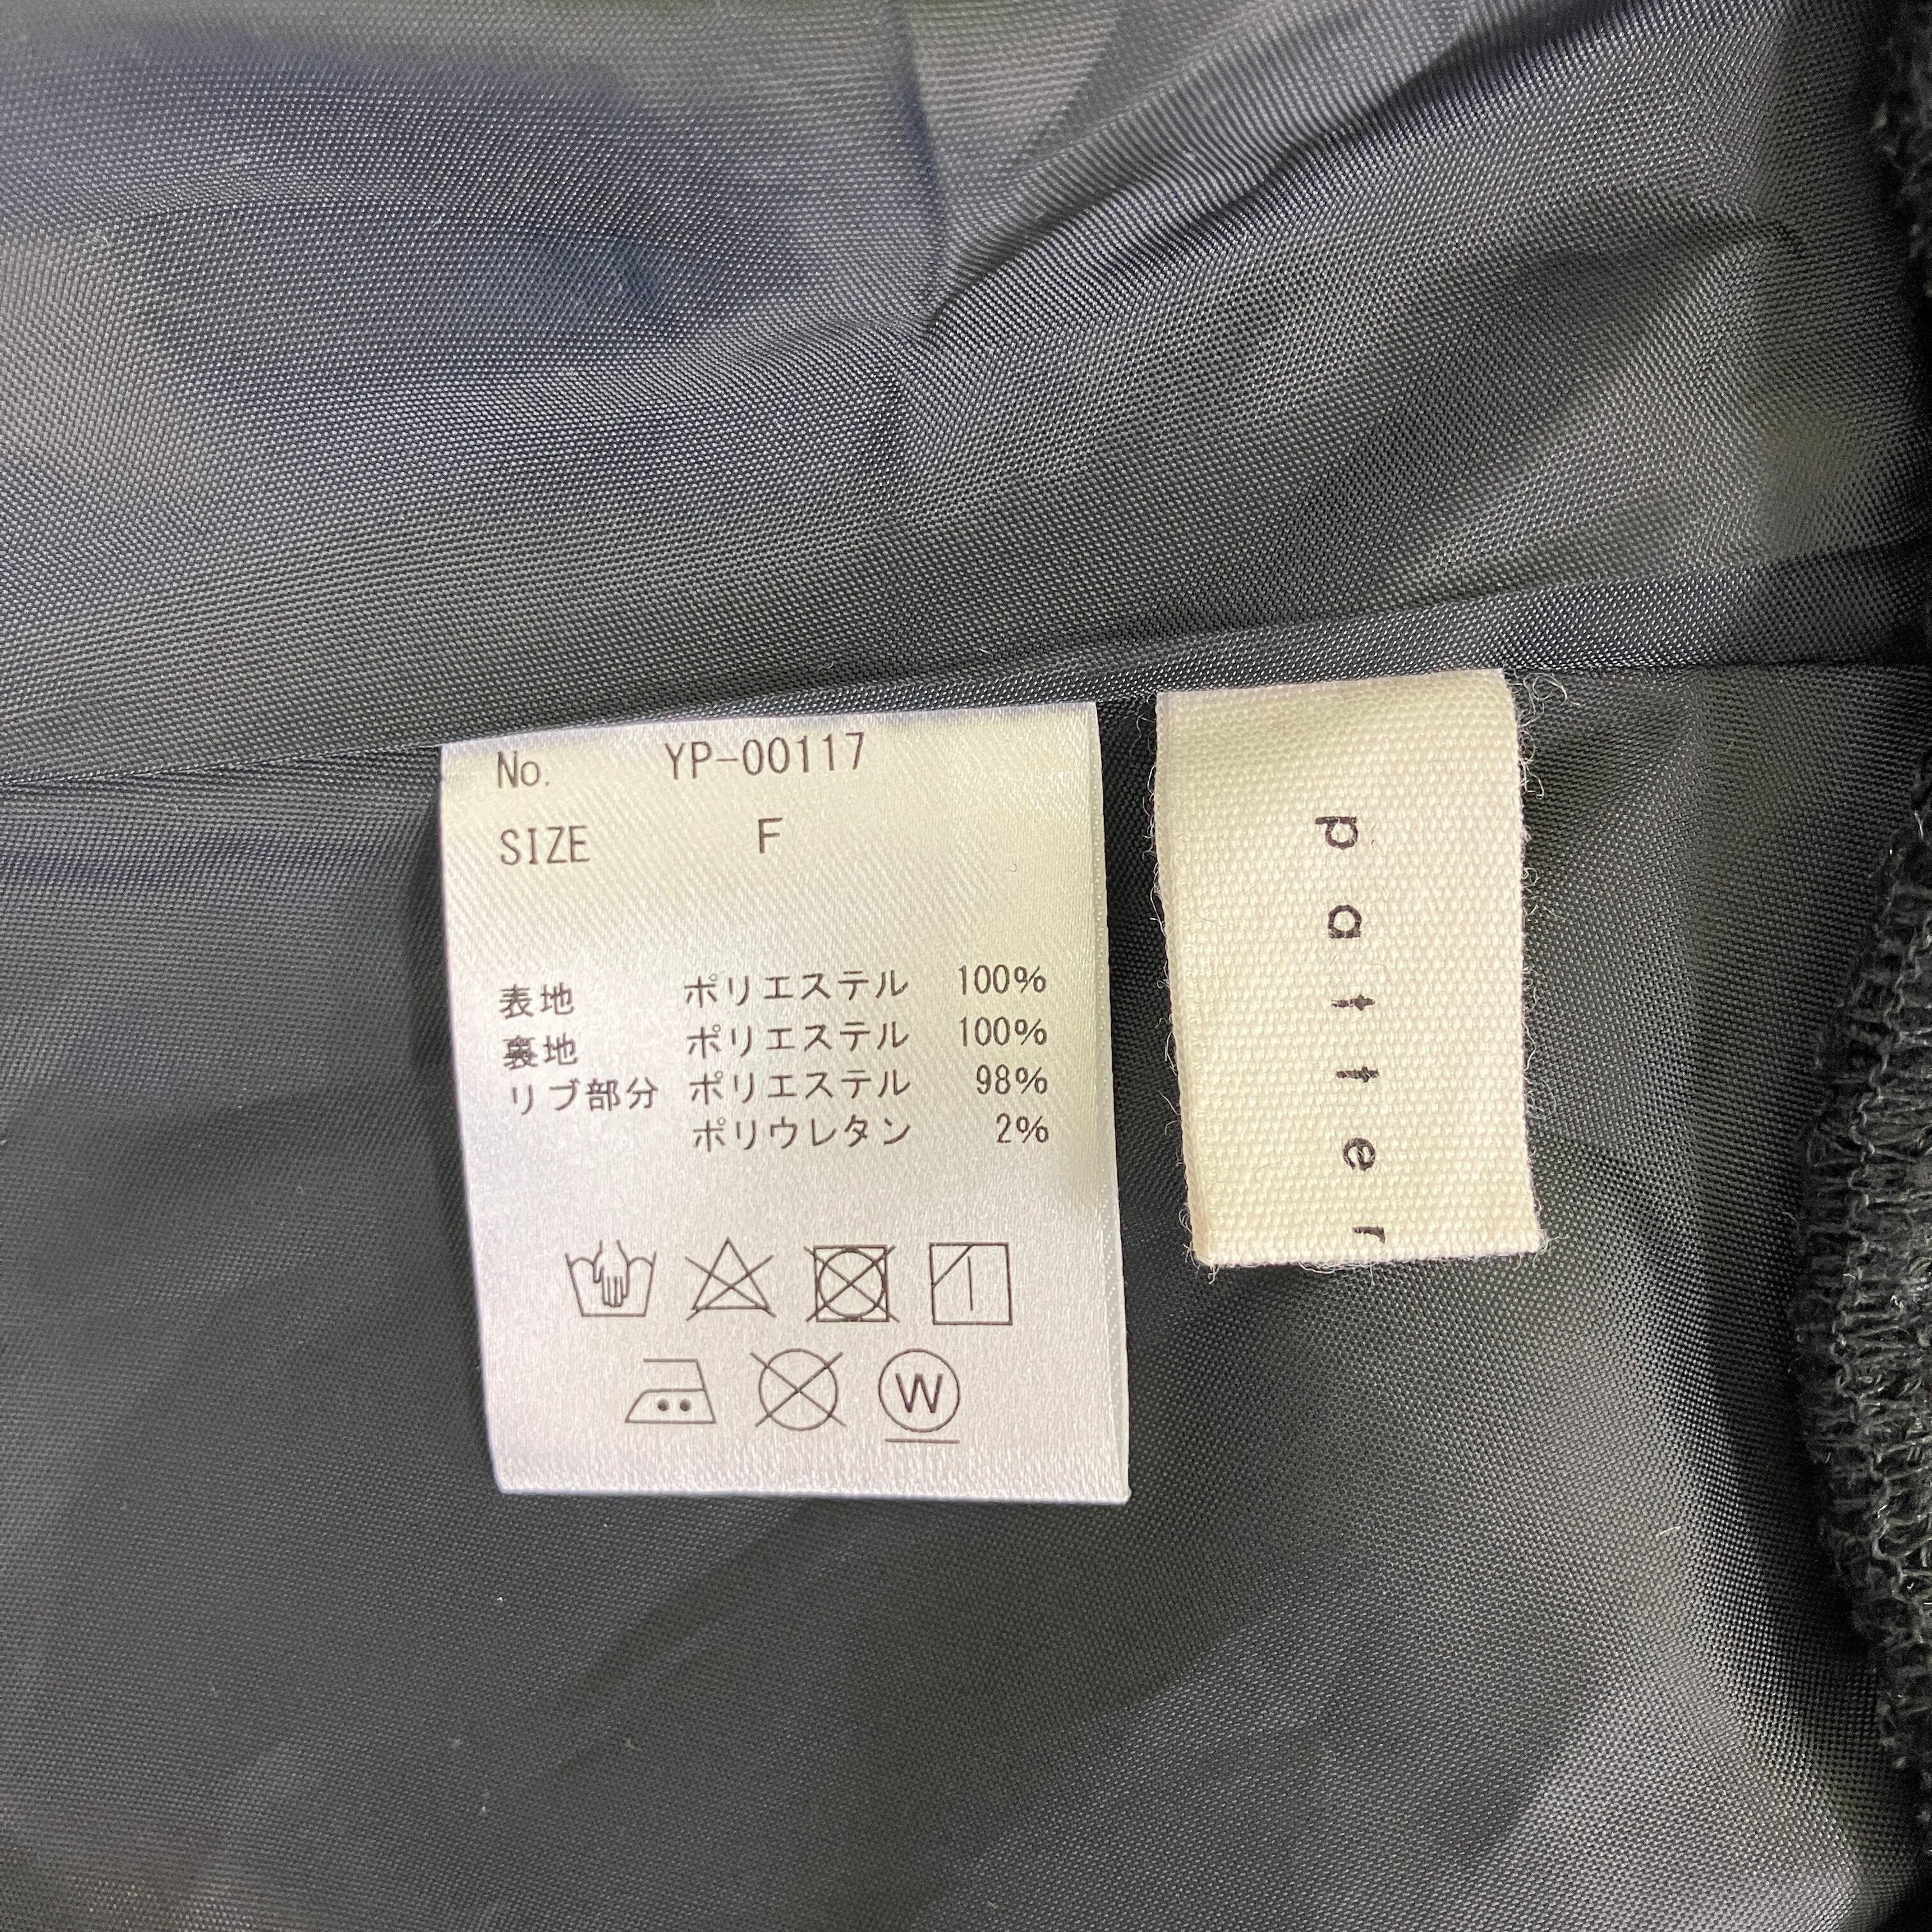 No. YP-00117
SIZE F
表地 ポリエステル 100%
裏地 ポリエステル 100%
リブ部分 ポリエステル 98%
ポリウレタン 2%
W
patter